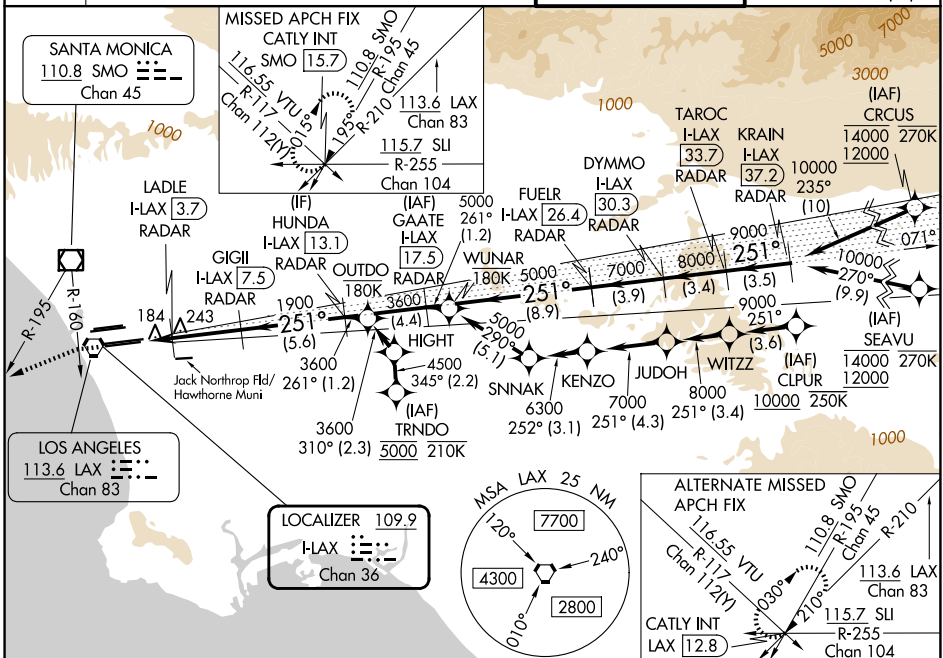 MISSED APCH FIX
CATLY INT
SMO 15.7
110.8 SMO
R-195
Chan 45
R-210
116.55 VTU
R-117
Chan 112(Y)
015°
195°
113.6 LAX
Chan 83
115.7 SLI
R-255
Chan 104
SANTA MONICA
110.8 SMO
Chan 45
1000
1000
5000
7000
3000
(IAF)
CRCUS
14000 270K
12000
TAROC
I-LAX
33.7
RADAR
KRAIN
I-LAX
37.2
RADAR
10000
235°
(10)
DYMMO
I-LAX
30.3
RADAR
FUELR
I-LAX 26.4
RADAR
LADLE
I-LAX 3.7
RADAR
(IF)
HUNDA
I-LAX 13.1
RADAR
(IAF)
GAATE
I-LAX
17.5
RADAR
5000
261°
(1.2)
GIGII
I-LAX 7.5
RADAR
OUTDO
180K
WUNAR
180K
071°
9000
251°
(3.5)
8000
(3.4)
7000
(3.9)
5000
251°
(8.9)
3600
(4.4)
1900
251°
(5.6)
184
243
R-195
R-160
10000
270°
(9.9)
(IAF)
SEAVU
14000 270K
12000
9000
251°
(3.6)
5000
290°
(5.1)
3600
261° (1.2)
HIGHT
4500
345° (2.2)
SNNAK
KENZO
JUDOH
WITZZ
(IAF)
CLPUR
10000 250K
6300
252° (3.1)
7000
251° (4.3)
8000
251° (3.4)
(IAF)
TRNDO
5000 210K
3600
310° (2.3)
Jack Northrop Fld/
Hawthorne Muni
LOS ANGELES
113.6 LAX
Chan 83
LOCALIZER 109.9
I-LAX
Chan 36
MSA LAX 25 NM
120°
240°
010°
7700
4300
2800
1000
ALTERNATE MISSED
APCH FIX
116.55 VTU
R-117
Chan 112(Y)
110.8 SMO
R-195
Chan 45
R-210
030°
210°
113.6 LAX
Chan 83
115.7 SLI
R-255
Chan 104
CATLY INT
LAX 12.8